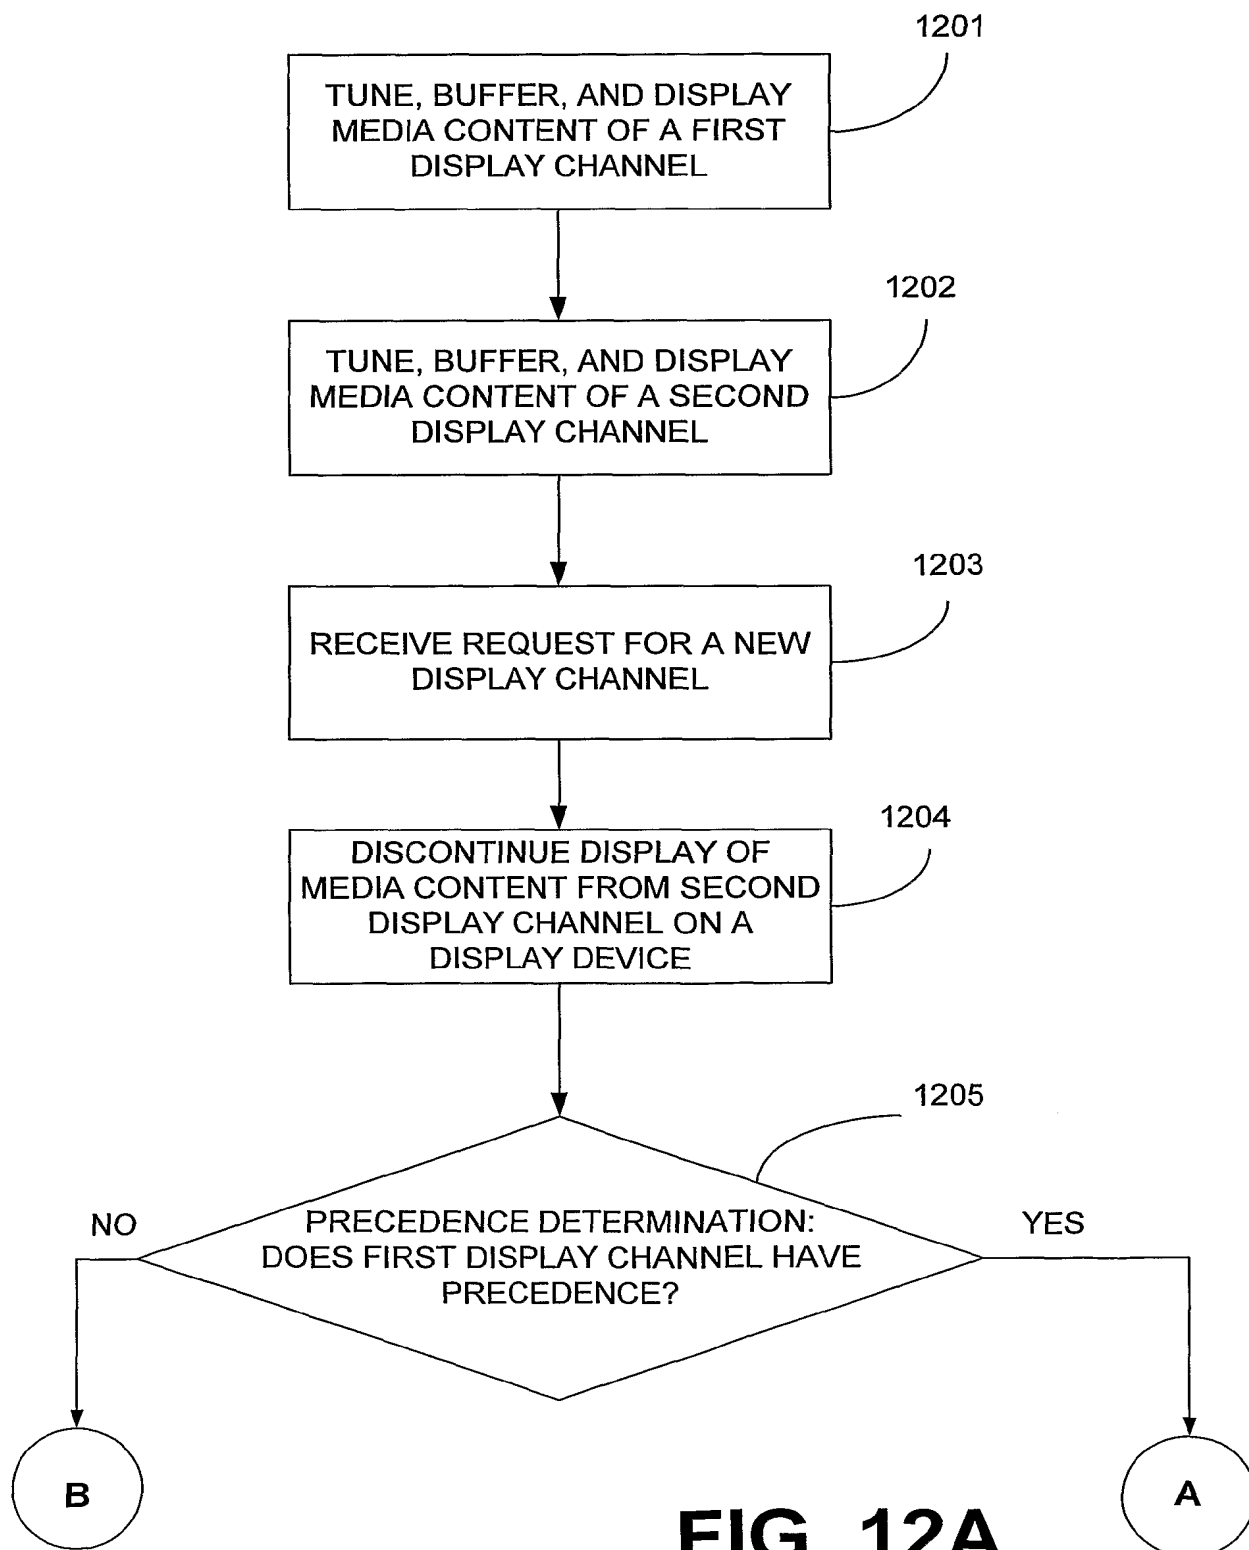 1201
TUNE, BUFFER, AND DISPLAY
MEDIA CONTENT OF A FIRST
DISPLAY CHANNEL
1202
TUNE, BUFFER, AND DISPLAY
MEDIA CONTENT OF A SECOND
DISPLAY CHANNEL
1203
RECEIVE REQUEST FOR A NEW
DISPLAY CHANNEL
1204
DISCONTINUE DISPLAY OF
MEDIA CONTENT FROM SECOND
DISPLAY CHANNEL ON A
DISPLAY DEVICE
1205
NO
PRECEDENCE DETERMINATION:
DOES FIRST DISPLAY CHANNEL HAVE
PRECEDENCE?
YES
B
A
FIG. 12A